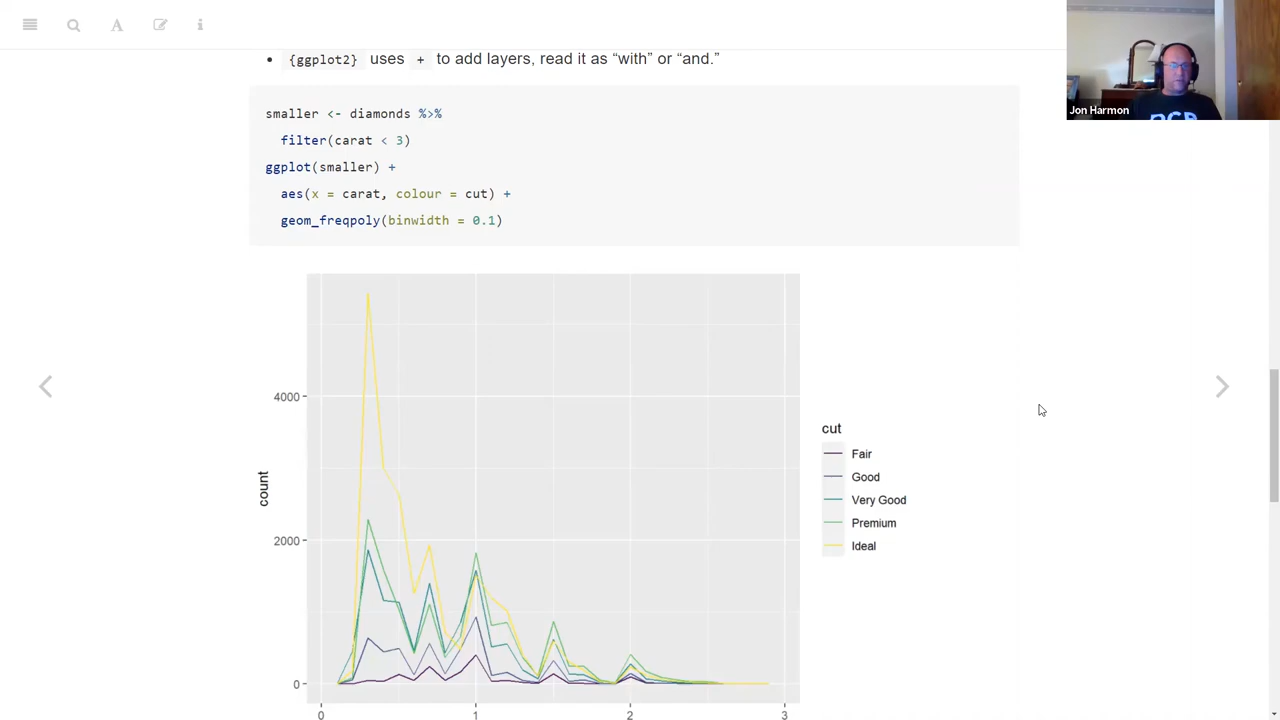 A
i
• {ggplot2} uses + to add layers, read it as “with” or “and.”
smaller <- diamonds %>%
filter(carat < 3)
ggplot(smaller) +
aes(x = carat, colour = cut) +
geom_freqpoly(binwidth = 0.1)
Jon Harmon
4000
2000
0
count
0 1 2 3
cut
Fair
Good
Very Good
Premium
Ideal